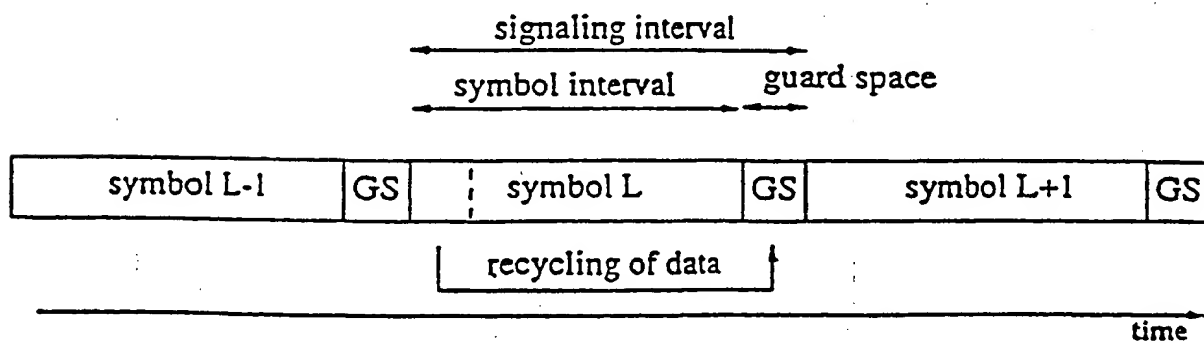 signaling interval
symbol interval guard space
symbol L-1 GS symbol L GS symbol L+1 GS
recycling of data
time